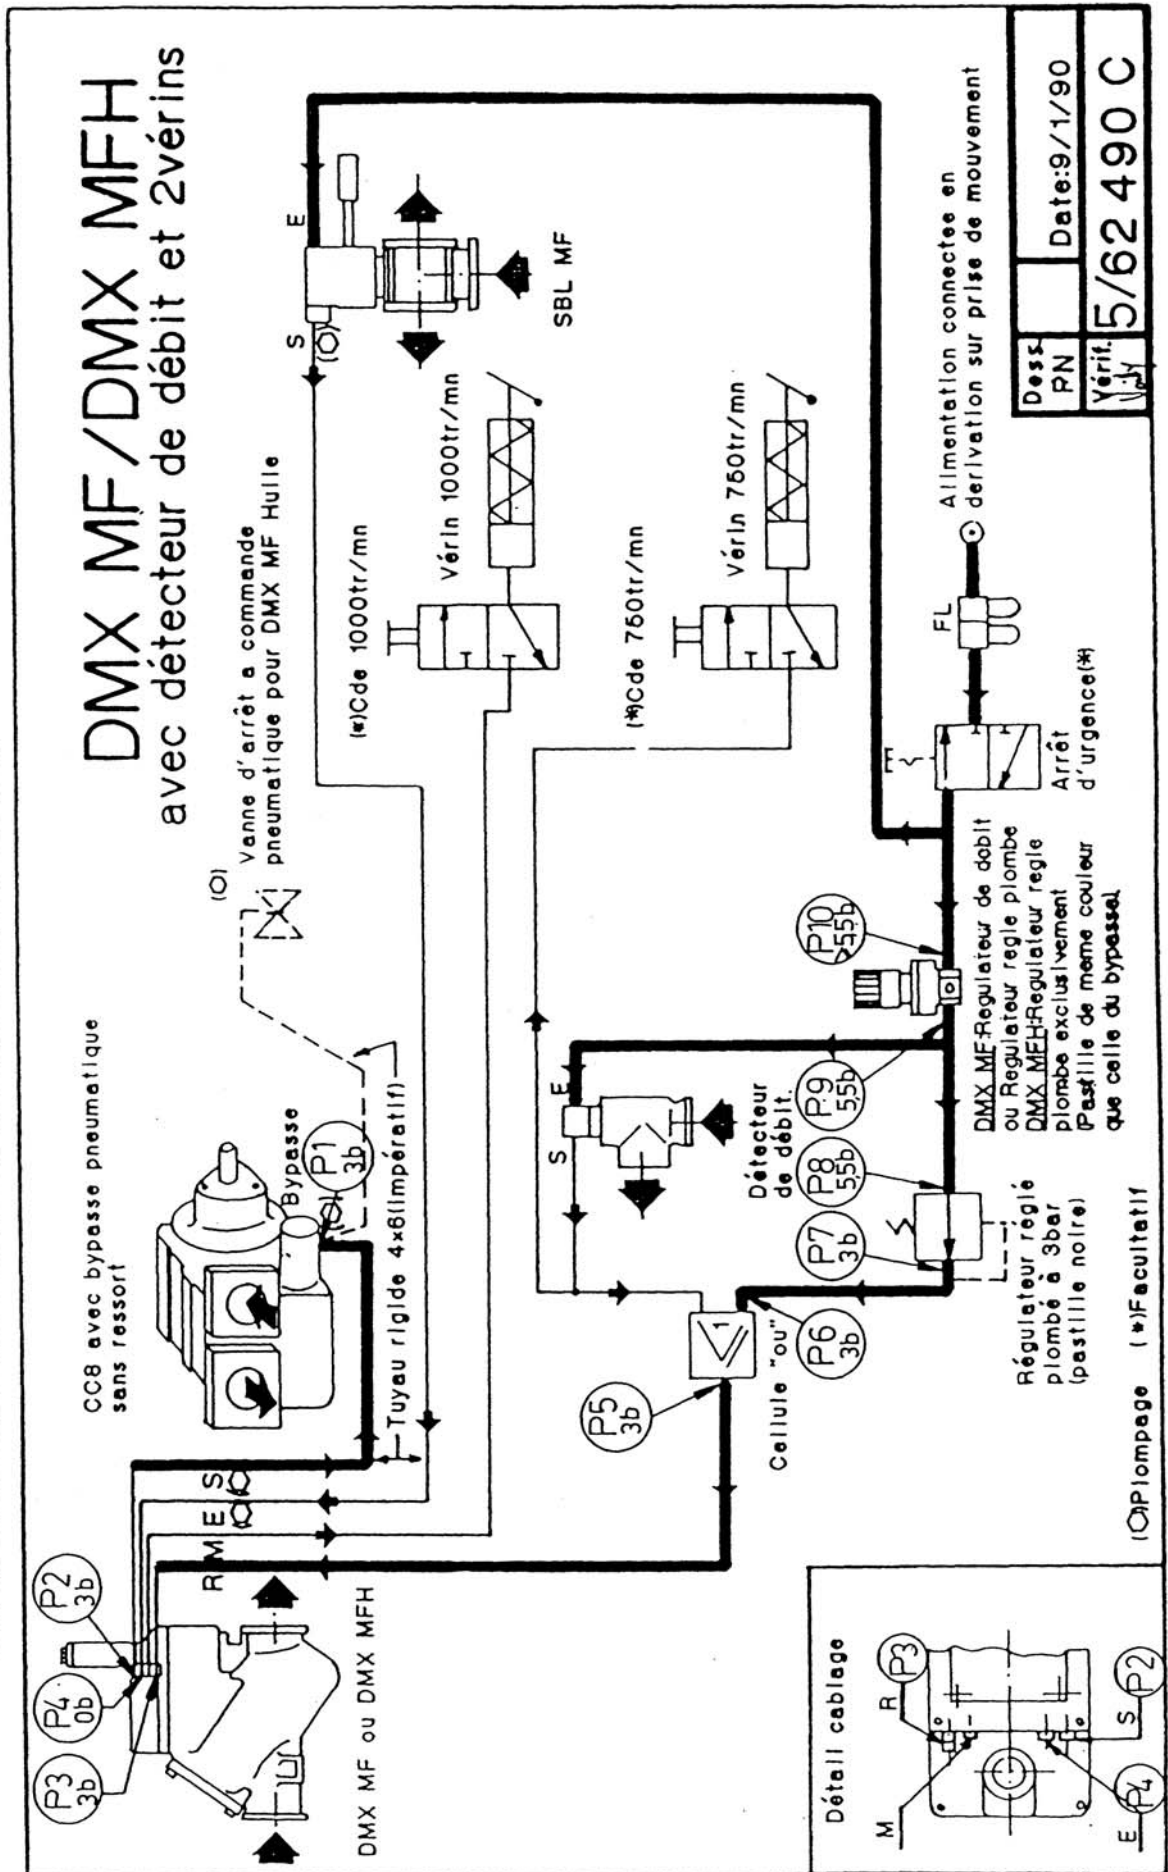 DMX MF/DMX MFH
avec détecteur de débit et 2vérins
CC8 avec bypasse pneumatique
sans ressort
(O)
Vanne d'arrêt a commande
pneumatique pour DMX MF Huile
Bypasse
P1
3b
Tuyau rigide 4x6(impératif)
P2
3b
P4
0b
P3
3b
R M E S
DMX MF ou DMX MFH
S
E
(O)
SBL MF
(*)Cde 1000tr/mn
Vérin 1000tr/mn
(*)Cde 750tr/mn
Vérin 750tr/mn
S
E
Détecteur
de débit.
P5
3b
Cellule "ou"
1
P6
3b
P7
3b
P8
5,5b
P9
5,5b
P10
>5,5b
Régulateur réglé
plombé à 3bar
(pastille noire)
DMX MF:Regulateur de dobit
ou Regulateur regle plombe
DMX MFH:Regulateur regle
plombe exclusivement
(Pastille de meme couleur
que celle du bypasse)
Arrêt
d'urgence(*)
FL
Alimentation connectee en
derivation sur prise de mouvement
(O)Plompage (*)Facultatif
Détail cablage
M
R
P3
E
P4
S
P2
Dess.
PN
Date:9/1/90
Vérif.
5/62 490 C